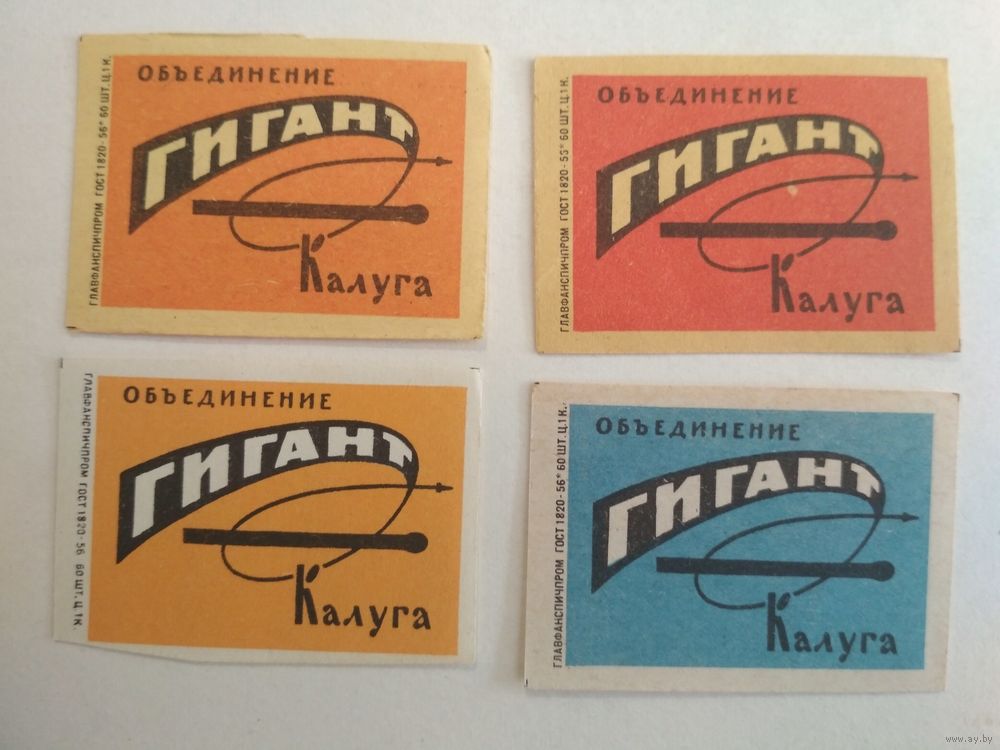 ОБЪЕДИНЕНИЕ
ГИГАНТ
Калуга
ГЛАВФАНСПИЧПРОМ ГОСТ 1820-56* 60 ШТ. Ц. 1 К.
ОБЪЕДИНЕНИЕ
ГИГАНТ
Калуга
ГЛАВФАНСПИЧПРОМ ГОСТ 1820-56* 60 ШТ. Ц. 1 К.
ОБЪЕДИНЕНИЕ
ГИГАНТ
Калуга
ГЛАВФАНСПИЧПРОМ ГОСТ 1820-56 60 ШТ. Ц. 1К.
ОБЪЕДИНЕНИЕ
ГИГАНТ
Калуга
ГЛАВФАНСПИЧПРОМ ГОСТ 1820-56* 60 ШТ. Ц. 1 К.
www.ay.by